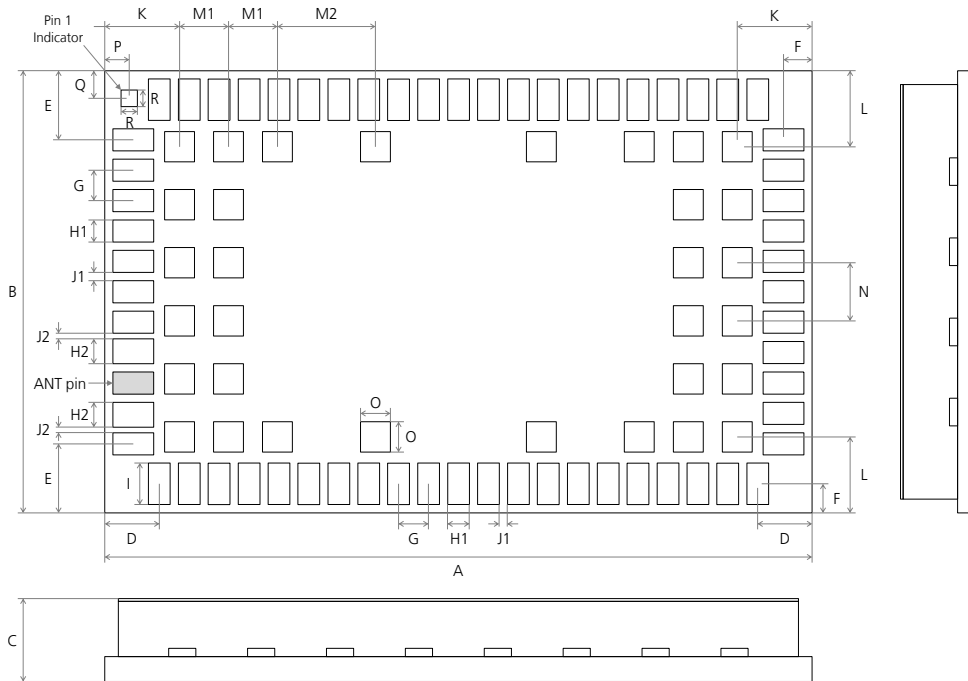 Pin 1
Indicator
K
M1
M1
M2
K
P
F
Q
E
R
R
L
G
H1
J1
B
N
J2
H2
ANT pin
H2
J2
O
O
E
I
L
F
D
G
H1
J1
D
A
C